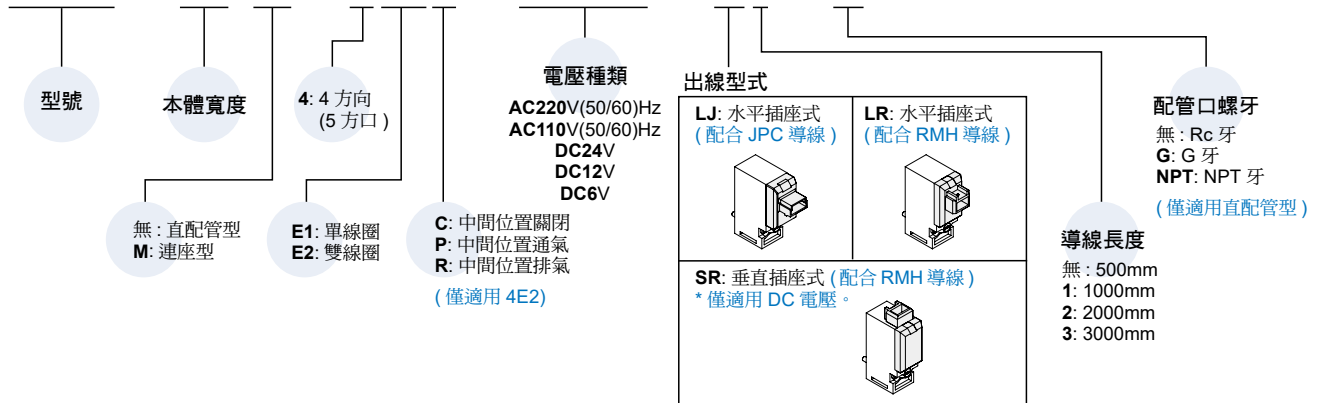 型號
本體寬度
無 : 直配管型
M: 連座型
4: 4 方向
(5 方口 )
E1: 單線圈
E2: 雙線圈
C: 中間位置關閉
P: 中間位置通氣
R: 中間位置排氣
( 僅適用 4E2)
電壓種類
AC220V(50/60)Hz
AC110V(50/60)Hz
DC24V
DC12V
DC6V
出線型式
LJ: 水平插座式
( 配合 JPC 導線 )
LR: 水平插座式
( 配合 RMH 導線 )
SR: 垂直插座式 ( 配合 RMH 導線 )
* 僅適用 DC 電壓。
導線長度
無 : 500mm
1: 1000mm
2: 2000mm
3: 3000mm
配管口螺牙
無 : Rc 牙
G: G 牙
NPT: NPT 牙
( 僅適用直配管型 )